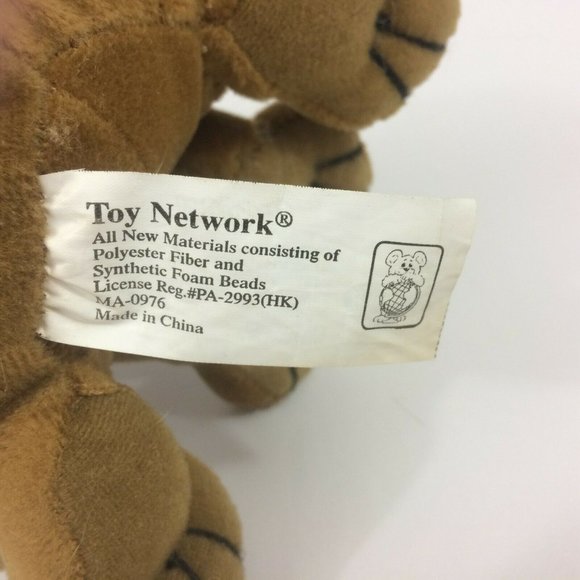 Toy Network®
All New Materials consisting of
Polyester Fiber and
Synthetic Foam Beads
License Reg.#PA-2993(HK)
MA-0976
Made in China